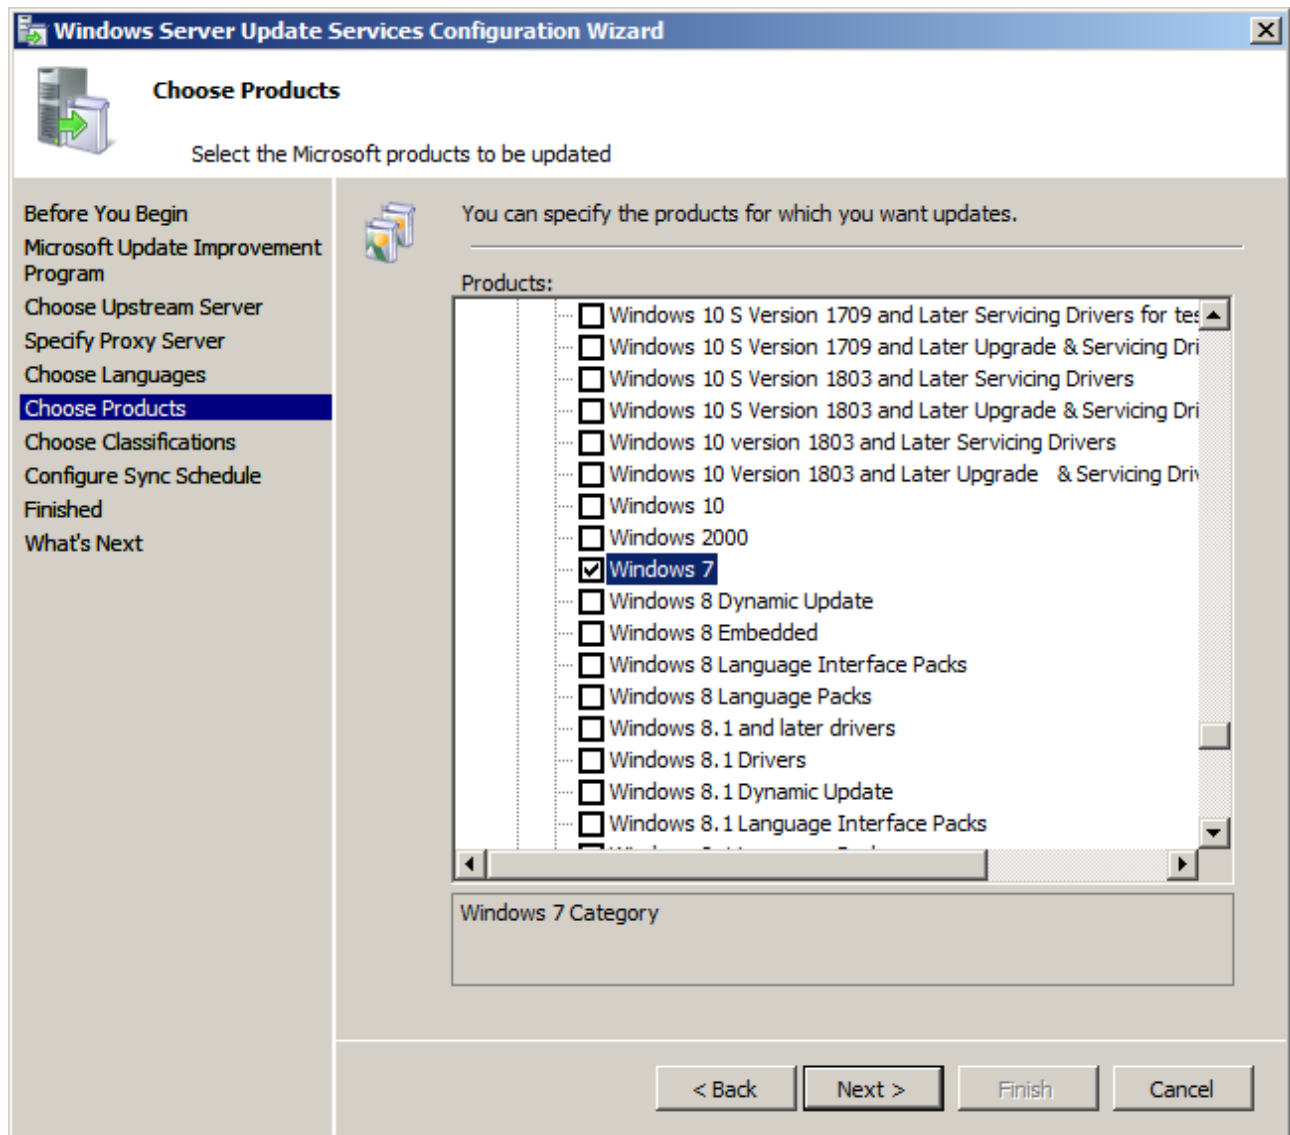 Windows Server Update Services Configuration Wizard
Choose Products
Select the Microsoft products to be updated
Before You Begin
Microsoft Update Improvement
Program
Choose Upstream Server
Specify Proxy Server
Choose Languages
Choose Products
Choose Classifications
Configure Sync Schedule
Finished
What's Next
You can specify the products for which you want updates.
Products:
Windows 10 S Version 1709 and Later Servicing Drivers for tes
Windows 10 S Version 1709 and Later Upgrade & Servicing Dri
Windows 10 S Version 1803 and Later Servicing Drivers
Windows 10 S Version 1803 and Later Upgrade & Servicing Dri
Windows 10 version 1803 and Later Servicing Drivers
Windows 10 Version 1803 and Later Upgrade & Servicing Driv
Windows 10
Windows 2000
Windows 7
Windows 8 Dynamic Update
Windows 8 Embedded
Windows 8 Language Interface Packs
Windows 8 Language Packs
Windows 8.1 and later drivers
Windows 8.1 Drivers
Windows 8.1 Dynamic Update
Windows 8.1 Language Interface Packs
Windows 7 Category
< Back
Next >
Finish
Cancel